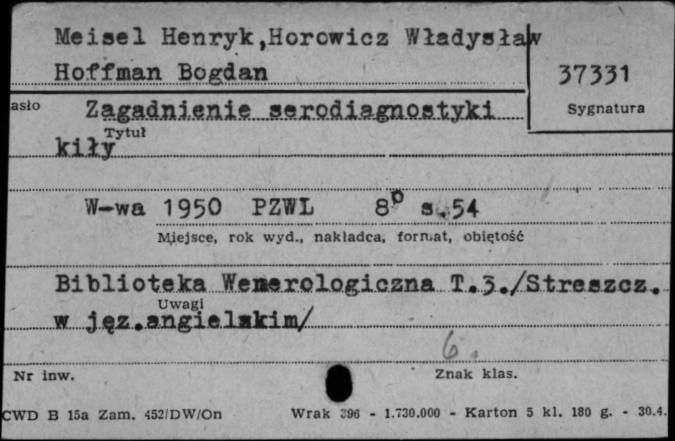 Meisel Henryk,Horowicz Władysław
Hoffman Bogdan
37331
asło
Zagadnienie serodiagnostyki
Sygnatura
Tytuł
kiły
W-wa 1950 PZWL 8° s.54
Miejsce, rok wyd., nakładca, format, objętość
Biblioteka Wenerologiczna T.3./Streszcz.
Uwagi
w jęz.angielskim/
6.
Nr inw.
Znak klas.
CWD B 15a Zam. 452/DW/On
Wrak 396 - 1.730.000 - Karton 5 kl. 180 g. - 30.4.